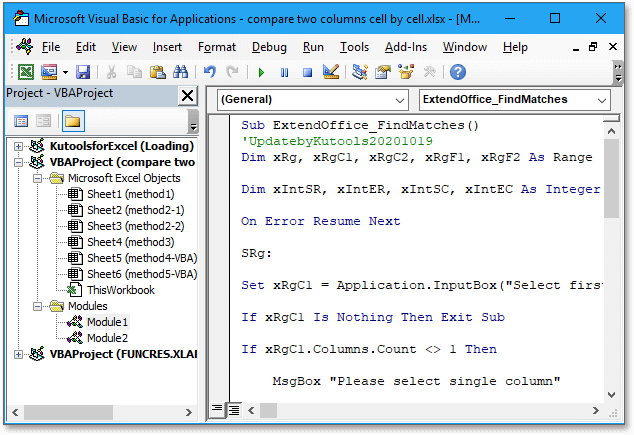 Microsoft Visual Basic for Applications - compare two columns cell by cell.xlsx - [M...
File Edit View Insert Format Debug Run Tools Add-Ins Window Help
Project - VBAProject
KutoolsforExcel (Loading)
VBAProject (compare two
Microsoft Excel Objects
Sheet1 (method1)
Sheet2 (method2-1)
Sheet3 (method2-2)
Sheet4 (method3)
Sheet5 (method4-VBA)
Sheet6 (method5-VBA)
ThisWorkbook
Modules
Module1
Module2
VBAProject (FUNCRES.XLAM
(General) ExtendOffice_FindMatches
Sub ExtendOffice_FindMatches()
'UpdatebyKutools20201019
Dim xRg, xRgC1, xRgC2, xRgF1, xRgF2 As Range
Dim xIntSR, xIntER, xIntSC, xIntEC As Integer
On Error Resume Next
SRg:
Set xRgC1 = Application.InputBox("Select firs
If xRgC1 Is Nothing Then Exit Sub
If xRgC1.Columns.Count <> 1 Then
MsgBox "Please select single column"